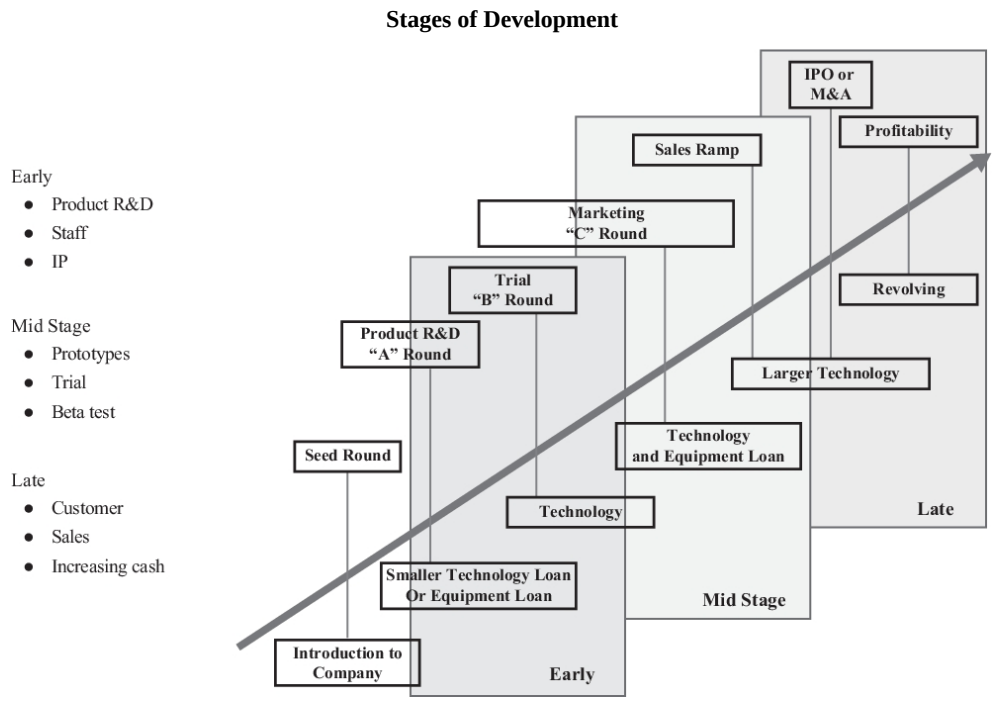 Stages of Development
Early
● Product R&D
● Staff
● IP
Mid Stage
● Prototypes
● Trial
● Beta test
Late
● Customer
● Sales
● Increasing cash
IPO or
M&A
Profitability
Sales Ramp
Marketing
“C” Round
Trial
“B” Round
Product R&D
“A” Round
Seed Round
Revolving
Larger Technology
Technology
and Equipment Loan
Technology
Smaller Technology Loan
Or Equipment Loan
Introduction to
Company
Late
Mid Stage
Early